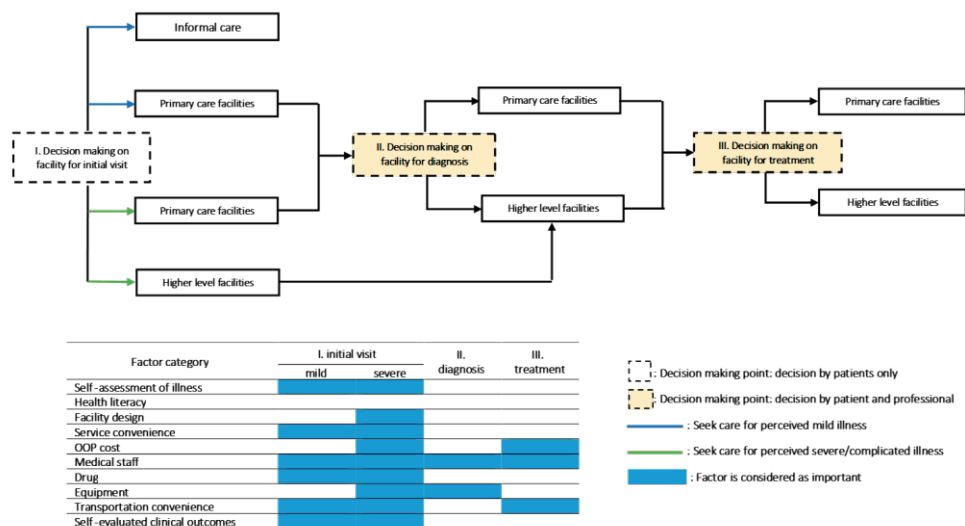 Informal care
Primary care facilities
I. Decision making on
facility for initial visit
Primary care facilities
Higher level facilities
II. Decision making on
facility for diagnosis
Primary care facilities
Higher level facilities
III. Decision making on
facility for treatment
Primary care facilities
Higher level facilities
Factor category
I. initial visit
mild
severe
II.
diagnosis
III.
treatment
Self-assessment of illness
Health literacy
Facility design
Service convenience
OOP cost
Medical staff
Drug
Equipment
Transportation convenience
Self-evaluated clinical outcomes
: Decision making point: decision by patients only
: Decision making point: decision by patient and professional
: Seek care for perceived mild illness
: Seek care for perceived severe/complicated illness
: Factor is considered as important